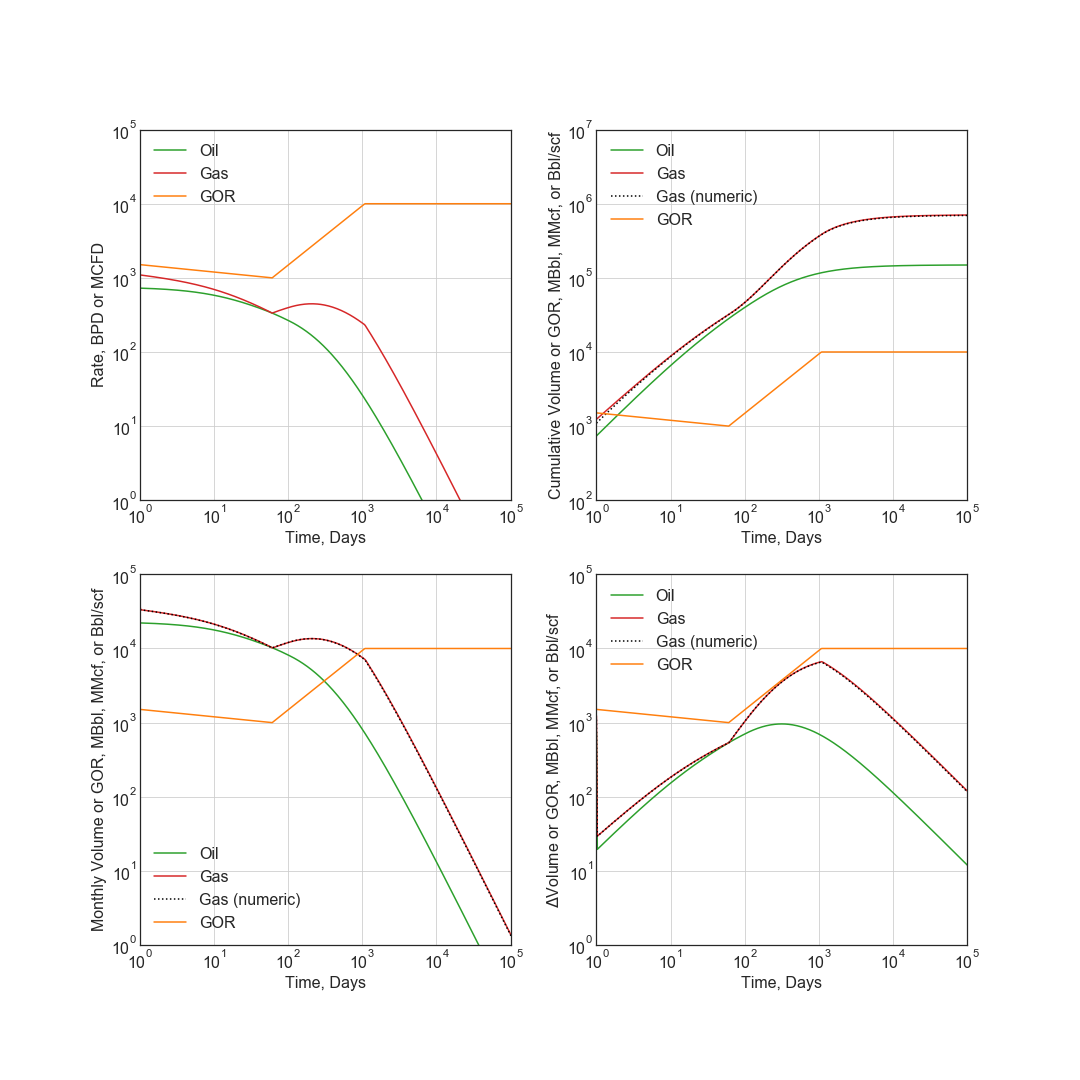 Rate, BPD or MCFD
10^5
10^4
10^3
10^2
10^1
10^0
Oil
Gas
GOR
10^0 10^1 10^2 10^3 10^4 10^5
Time, Days
Cumulative Volume or GOR, MBbl, MMcf, or Bbl/scf
10^7
10^6
10^5
10^4
10^3
10^2
Oil
Gas
Gas (numeric)
GOR
10^0 10^1 10^2 10^3 10^4 10^5
Time, Days
Monthly Volume or GOR, MBbl, MMcf, or Bbl/scf
10^5
10^4
10^3
10^2
10^1
10^0
Oil
Gas
Gas (numeric)
GOR
10^0 10^1 10^2 10^3 10^4 10^5
Time, Days
ΔVolume or GOR, MBbl, MMcf, or Bbl/scf
10^5
10^4
10^3
10^2
10^1
10^0
Oil
Gas
Gas (numeric)
GOR
10^0 10^1 10^2 10^3 10^4 10^5
Time, Days